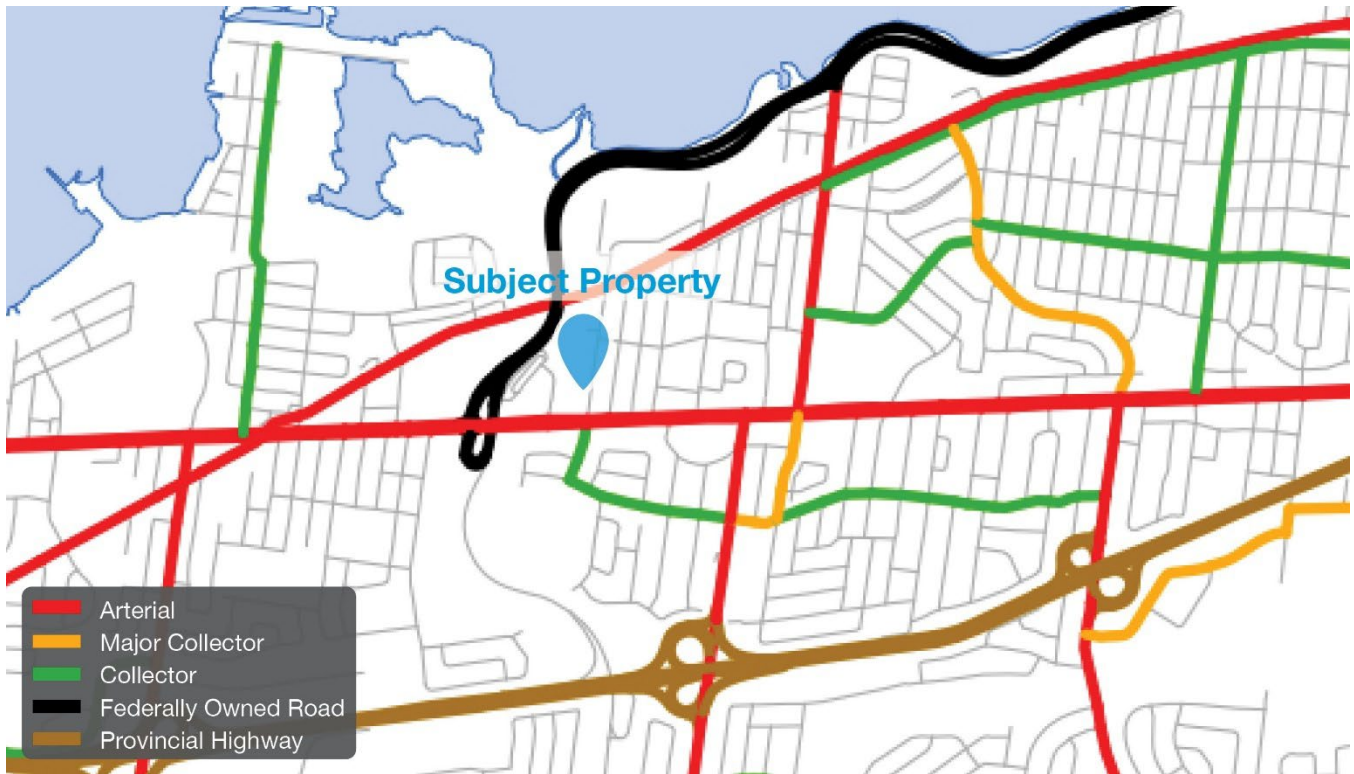 Subject Property
Arterial
Major Collector
Collector
Federally Owned Road
Provincial Highway